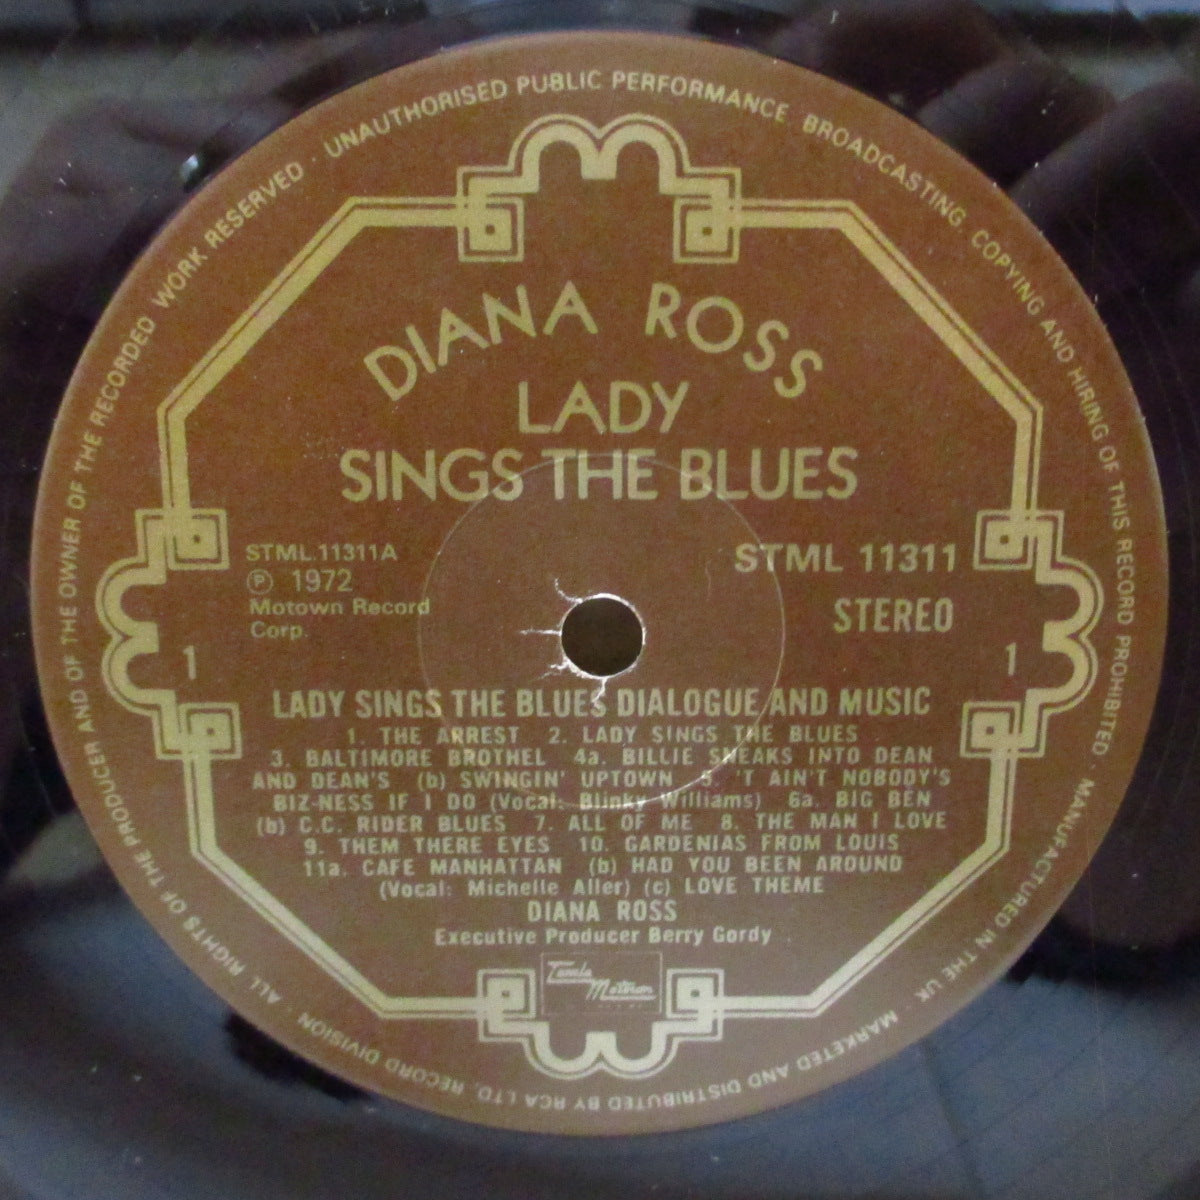 UNAUTHORISED PUBLIC PERFORMANCE, BROADCASTING, COPYING AND HIRING OF THIS RECORD PROHIBITED · MANUFACTURED IN THE UK · MARKETED AND DISTRIBUTED BY RCA LTD, RECORD DIVISION · ALL RIGHTS OF THE PRODUCER AND OF THE OWNER OF THE RECORDED WORK RESERVED ·
DIANA ROSS
LADY
SINGS THE BLUES
STML.11311A
℗ 1972
Motown Record
Corp.
STML 11311
STEREO
1
1
LADY SINGS THE BLUES DIALOGUE AND MUSIC
1. THE ARREST 2. LADY SINGS THE BLUES
3. BALTIMORE BROTHEL 4a. BILLIE SNEAKS INTO DEAN
AND DEAN'S (b) SWINGIN' UPTOWN 5. 'T AIN'T NOBODY'S
BIZ-NESS IF I DO (Vocal: Blinky Williams) 6a. BIG BEN
(b) C.C. RIDER BLUES 7. ALL OF ME 8. THE MAN I LOVE
9. THEM THERE EYES 10. GARDENIAS FROM LOUIS
11a. CAFE MANHATTAN (b) HAD YOU BEEN AROUND
(Vocal: Michelle Aller) (c) LOVE THEME
DIANA ROSS
Executive Producer Berry Gordy
Tamla
Motown